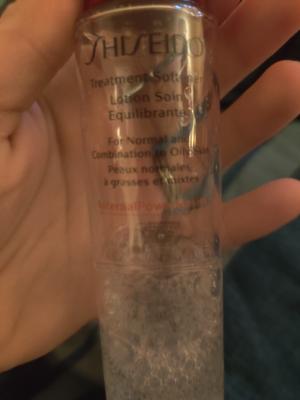 SHISEIDO
Treatment Softener
Lotion Soin
Equilibrante
For Normal and
Combination to Oily Skin
Peaux normales,
à grasses et mixtes